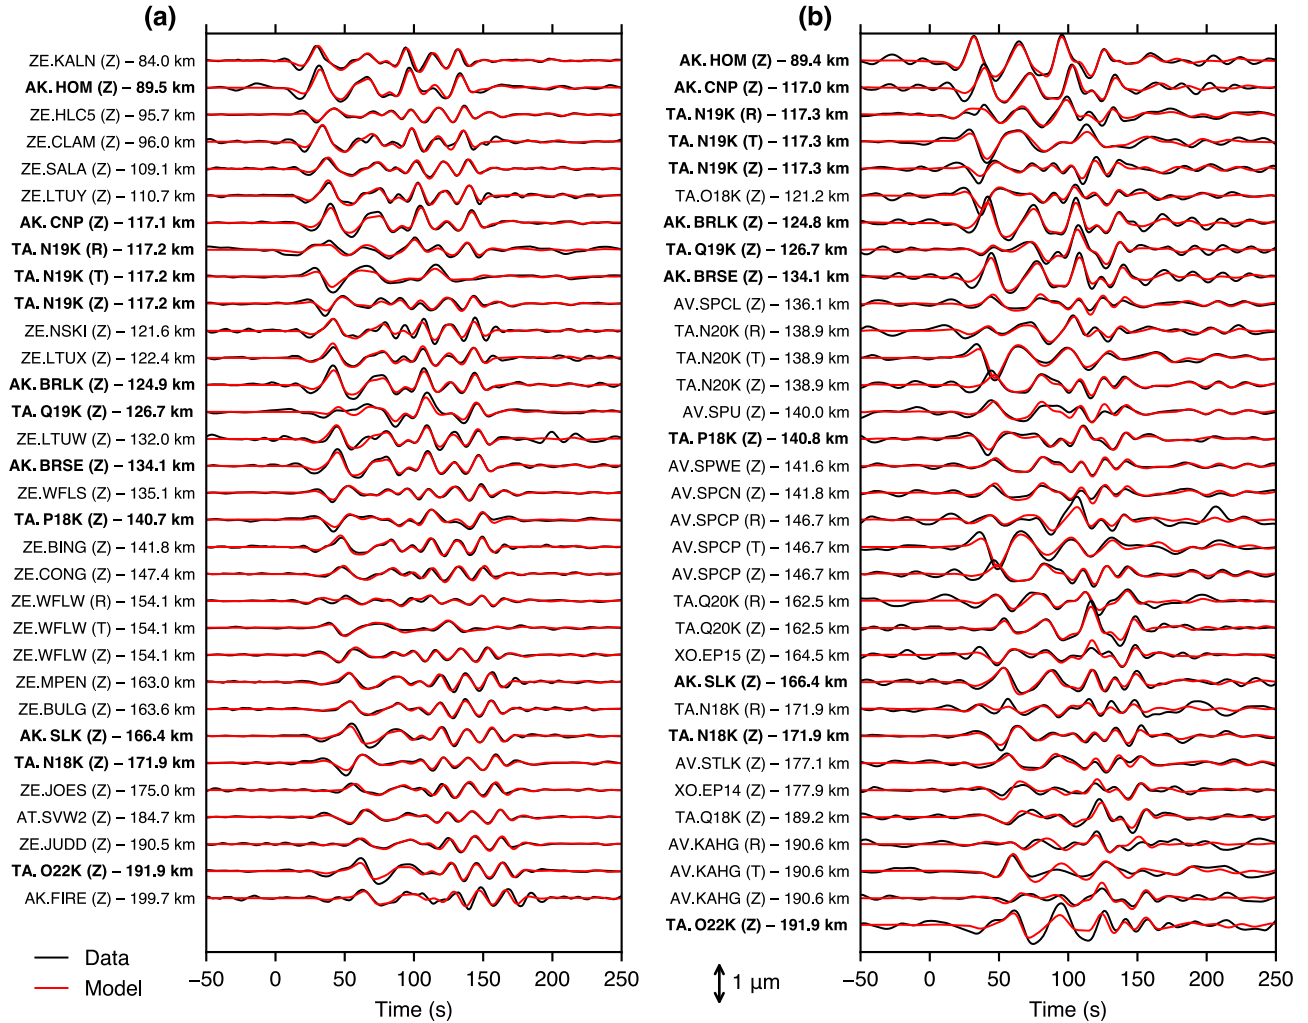 (a)
ZE.KALN (Z) – 84.0 km
AK. HOM (Z) – 89.5 km
ZE.HLC5 (Z) – 95.7 km
ZE.CLAM (Z) – 96.0 km
ZE.SALA (Z) – 109.1 km
ZE.LTUY (Z) – 110.7 km
AK. CNP (Z) – 117.1 km
TA. N19K (R) – 117.2 km
TA. N19K (T) – 117.2 km
TA. N19K (Z) – 117.2 km
ZE.NSKI (Z) – 121.6 km
ZE.LTUX (Z) – 122.4 km
AK. BRLK (Z) – 124.9 km
TA. Q19K (Z) – 126.7 km
ZE.LTUW (Z) – 132.0 km
AK. BRSE (Z) – 134.1 km
ZE.WFLS (Z) – 135.1 km
TA. P18K (Z) – 140.7 km
ZE.BING (Z) – 141.8 km
ZE.CONG (Z) – 147.4 km
ZE.WFLW (R) – 154.1 km
ZE.WFLW (T) – 154.1 km
ZE.WFLW (Z) – 154.1 km
ZE.MPEN (Z) – 163.0 km
ZE.BULG (Z) – 163.6 km
AK. SLK (Z) – 166.4 km
TA. N18K (Z) – 171.9 km
ZE.JOES (Z) – 175.0 km
AT.SVW2 (Z) – 184.7 km
ZE.JUDD (Z) – 190.5 km
TA. O22K (Z) – 191.9 km
AK.FIRE (Z) – 199.7 km
Data
Model
−50 0 50 100 150 200 250
Time (s)
(b)
AK. HOM (Z) – 89.4 km
AK. CNP (Z) – 117.0 km
TA. N19K (R) – 117.3 km
TA. N19K (T) – 117.3 km
TA. N19K (Z) – 117.3 km
TA.O18K (Z) – 121.2 km
AK. BRLK (Z) – 124.8 km
TA. Q19K (Z) – 126.7 km
AK. BRSE (Z) – 134.1 km
AV.SPCL (Z) – 136.1 km
TA.N20K (R) – 138.9 km
TA.N20K (T) – 138.9 km
TA.N20K (Z) – 138.9 km
AV.SPU (Z) – 140.0 km
TA. P18K (Z) – 140.8 km
AV.SPWE (Z) – 141.6 km
AV.SPCN (Z) – 141.8 km
AV.SPCP (R) – 146.7 km
AV.SPCP (T) – 146.7 km
AV.SPCP (Z) – 146.7 km
TA.Q20K (R) – 162.5 km
TA.Q20K (Z) – 162.5 km
XO.EP15 (Z) – 164.5 km
AK. SLK (Z) – 166.4 km
TA.N18K (R) – 171.9 km
TA. N18K (Z) – 171.9 km
AV.STLK (Z) – 177.1 km
XO.EP14 (Z) – 177.9 km
TA.Q18K (Z) – 189.2 km
AV.KAHG (R) – 190.6 km
AV.KAHG (T) – 190.6 km
AV.KAHG (Z) – 190.6 km
TA. O22K (Z) – 191.9 km
1 μm
−50 0 50 100 150 200 250
Time (s)